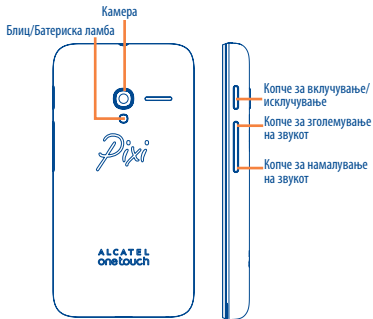 Камера
Блиц/Батериска ламба
Копче за вклучување/
исклучување
Копче за зголемување
на звукот
Копче за намалување
на звукот
Pixi
ALCATEL
onetouch